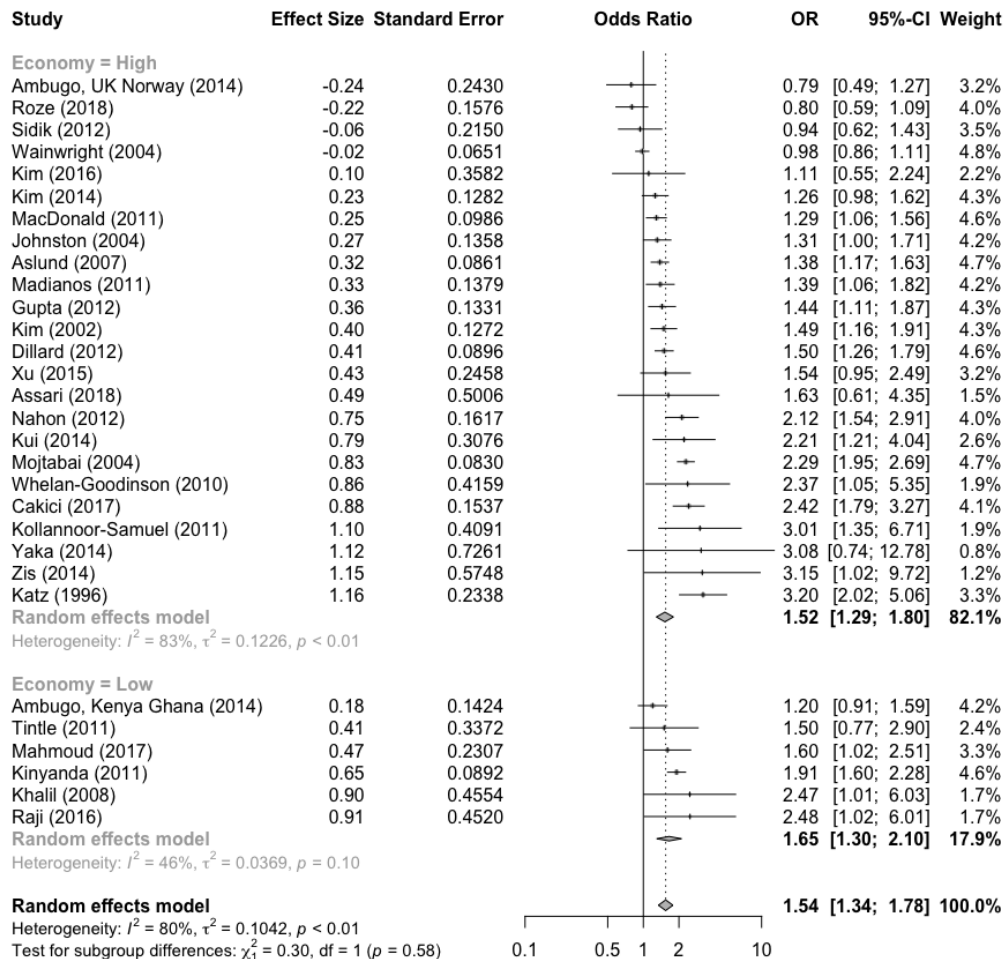 Study Effect Size Standard Error Odds Ratio OR 95%-CI Weight
Economy = High
Ambugo, UK Norway (2014) -0.24 0.2430 0.79 [0.49; 1.27] 3.2%
Roze (2018) -0.22 0.1576 0.80 [0.59; 1.09] 4.0%
Sidik (2012) -0.06 0.2150 0.94 [0.62; 1.43] 3.5%
Wainwright (2004) -0.02 0.0651 0.98 [0.86; 1.11] 4.8%
Kim (2016) 0.10 0.3582 1.11 [0.55; 2.24] 2.2%
Kim (2014) 0.23 0.1282 1.26 [0.98; 1.62] 4.3%
MacDonald (2011) 0.25 0.0986 1.29 [1.06; 1.56] 4.6%
Johnston (2004) 0.27 0.1358 1.31 [1.00; 1.71] 4.2%
Aslund (2007) 0.32 0.0861 1.38 [1.17; 1.63] 4.7%
Madianos (2011) 0.33 0.1379 1.39 [1.06; 1.82] 4.2%
Gupta (2012) 0.36 0.1331 1.44 [1.11; 1.87] 4.3%
Kim (2002) 0.40 0.1272 1.49 [1.16; 1.91] 4.3%
Dillard (2012) 0.41 0.0896 1.50 [1.26; 1.79] 4.6%
Xu (2015) 0.43 0.2458 1.54 [0.95; 2.49] 3.2%
Assari (2018) 0.49 0.5006 1.63 [0.61; 4.35] 1.5%
Nahon (2012) 0.75 0.1617 2.12 [1.54; 2.91] 4.0%
Kui (2014) 0.79 0.3076 2.21 [1.21; 4.04] 2.6%
Mojtabai (2004) 0.83 0.0830 2.29 [1.95; 2.69] 4.7%
Whelan-Goodinson (2010) 0.86 0.4159 2.37 [1.05; 5.35] 1.9%
Cakici (2017) 0.88 0.1537 2.42 [1.79; 3.27] 4.1%
Kollannoor-Samuel (2011) 1.10 0.4091 3.01 [1.35; 6.71] 1.9%
Yaka (2014) 1.12 0.7261 3.08 [0.74; 12.78] 0.8%
Zis (2014) 1.15 0.5748 3.15 [1.02; 9.72] 1.2%
Katz (1996) 1.16 0.2338 3.20 [2.02; 5.06] 3.3%
Random effects model 1.52 [1.29; 1.80] 82.1%
Heterogeneity: I² = 83%, τ² = 0.1226, p < 0.01
Economy = Low
Ambugo, Kenya Ghana (2014) 0.18 0.1424 1.20 [0.91; 1.59] 4.2%
Tintle (2011) 0.41 0.3372 1.50 [0.77; 2.90] 2.4%
Mahmoud (2017) 0.47 0.2307 1.60 [1.02; 2.51] 3.3%
Kinyanda (2011) 0.65 0.0892 1.91 [1.60; 2.28] 4.6%
Khalil (2008) 0.90 0.4554 2.47 [1.01; 6.03] 1.7%
Raji (2016) 0.91 0.4520 2.48 [1.02; 6.01] 1.7%
Random effects model 1.65 [1.30; 2.10] 17.9%
Heterogeneity: I² = 46%, τ² = 0.0369, p = 0.10
Random effects model 1.54 [1.34; 1.78] 100.0%
Heterogeneity: I² = 80%, τ² = 0.1042, p < 0.01
Test for subgroup differences: χ²₁ = 0.30, df = 1 (p = 0.58)
0.1 0.5 1 2 10